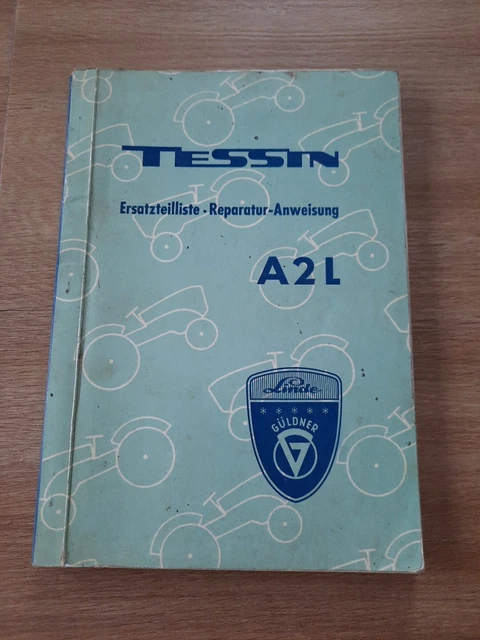 TESSIN
Ersatzteilliste · Reparatur-Anweisung
A2L
Linde
* * * * *
GÜLDNER
G